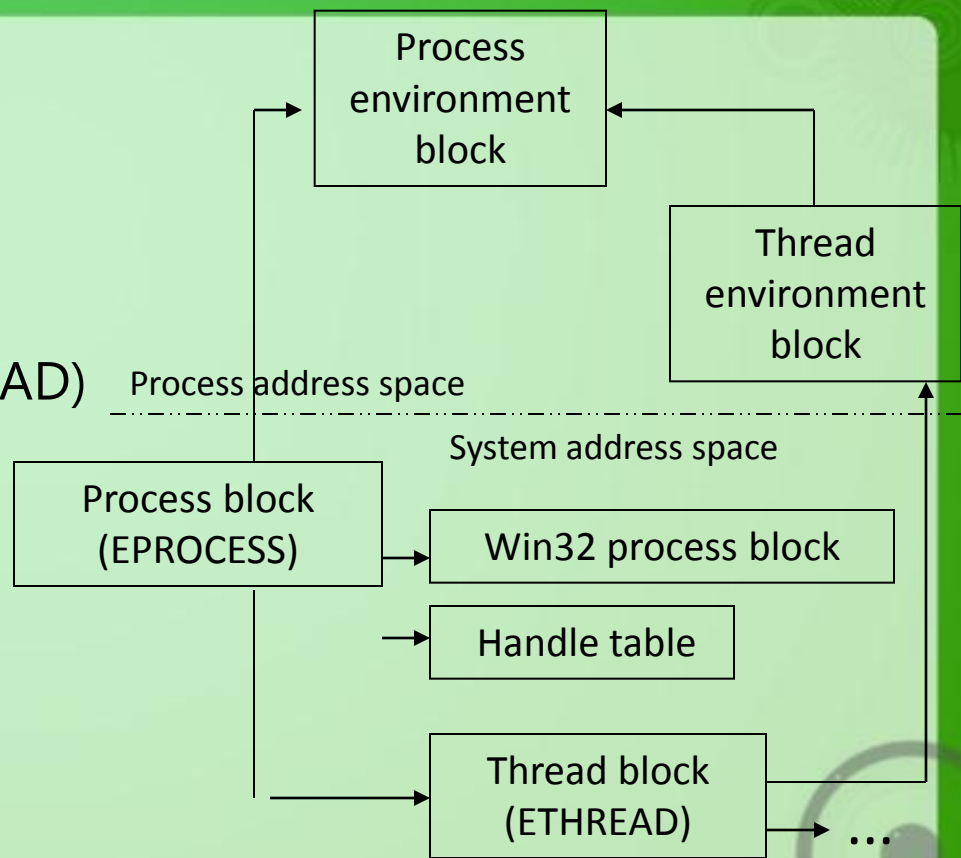 Process
environment
block
Thread
environment
block
AD)
Process address space
System address space
Process block
(EPROCESS)
Win32 process block
Handle table
Thread block
(ETHREAD)
...